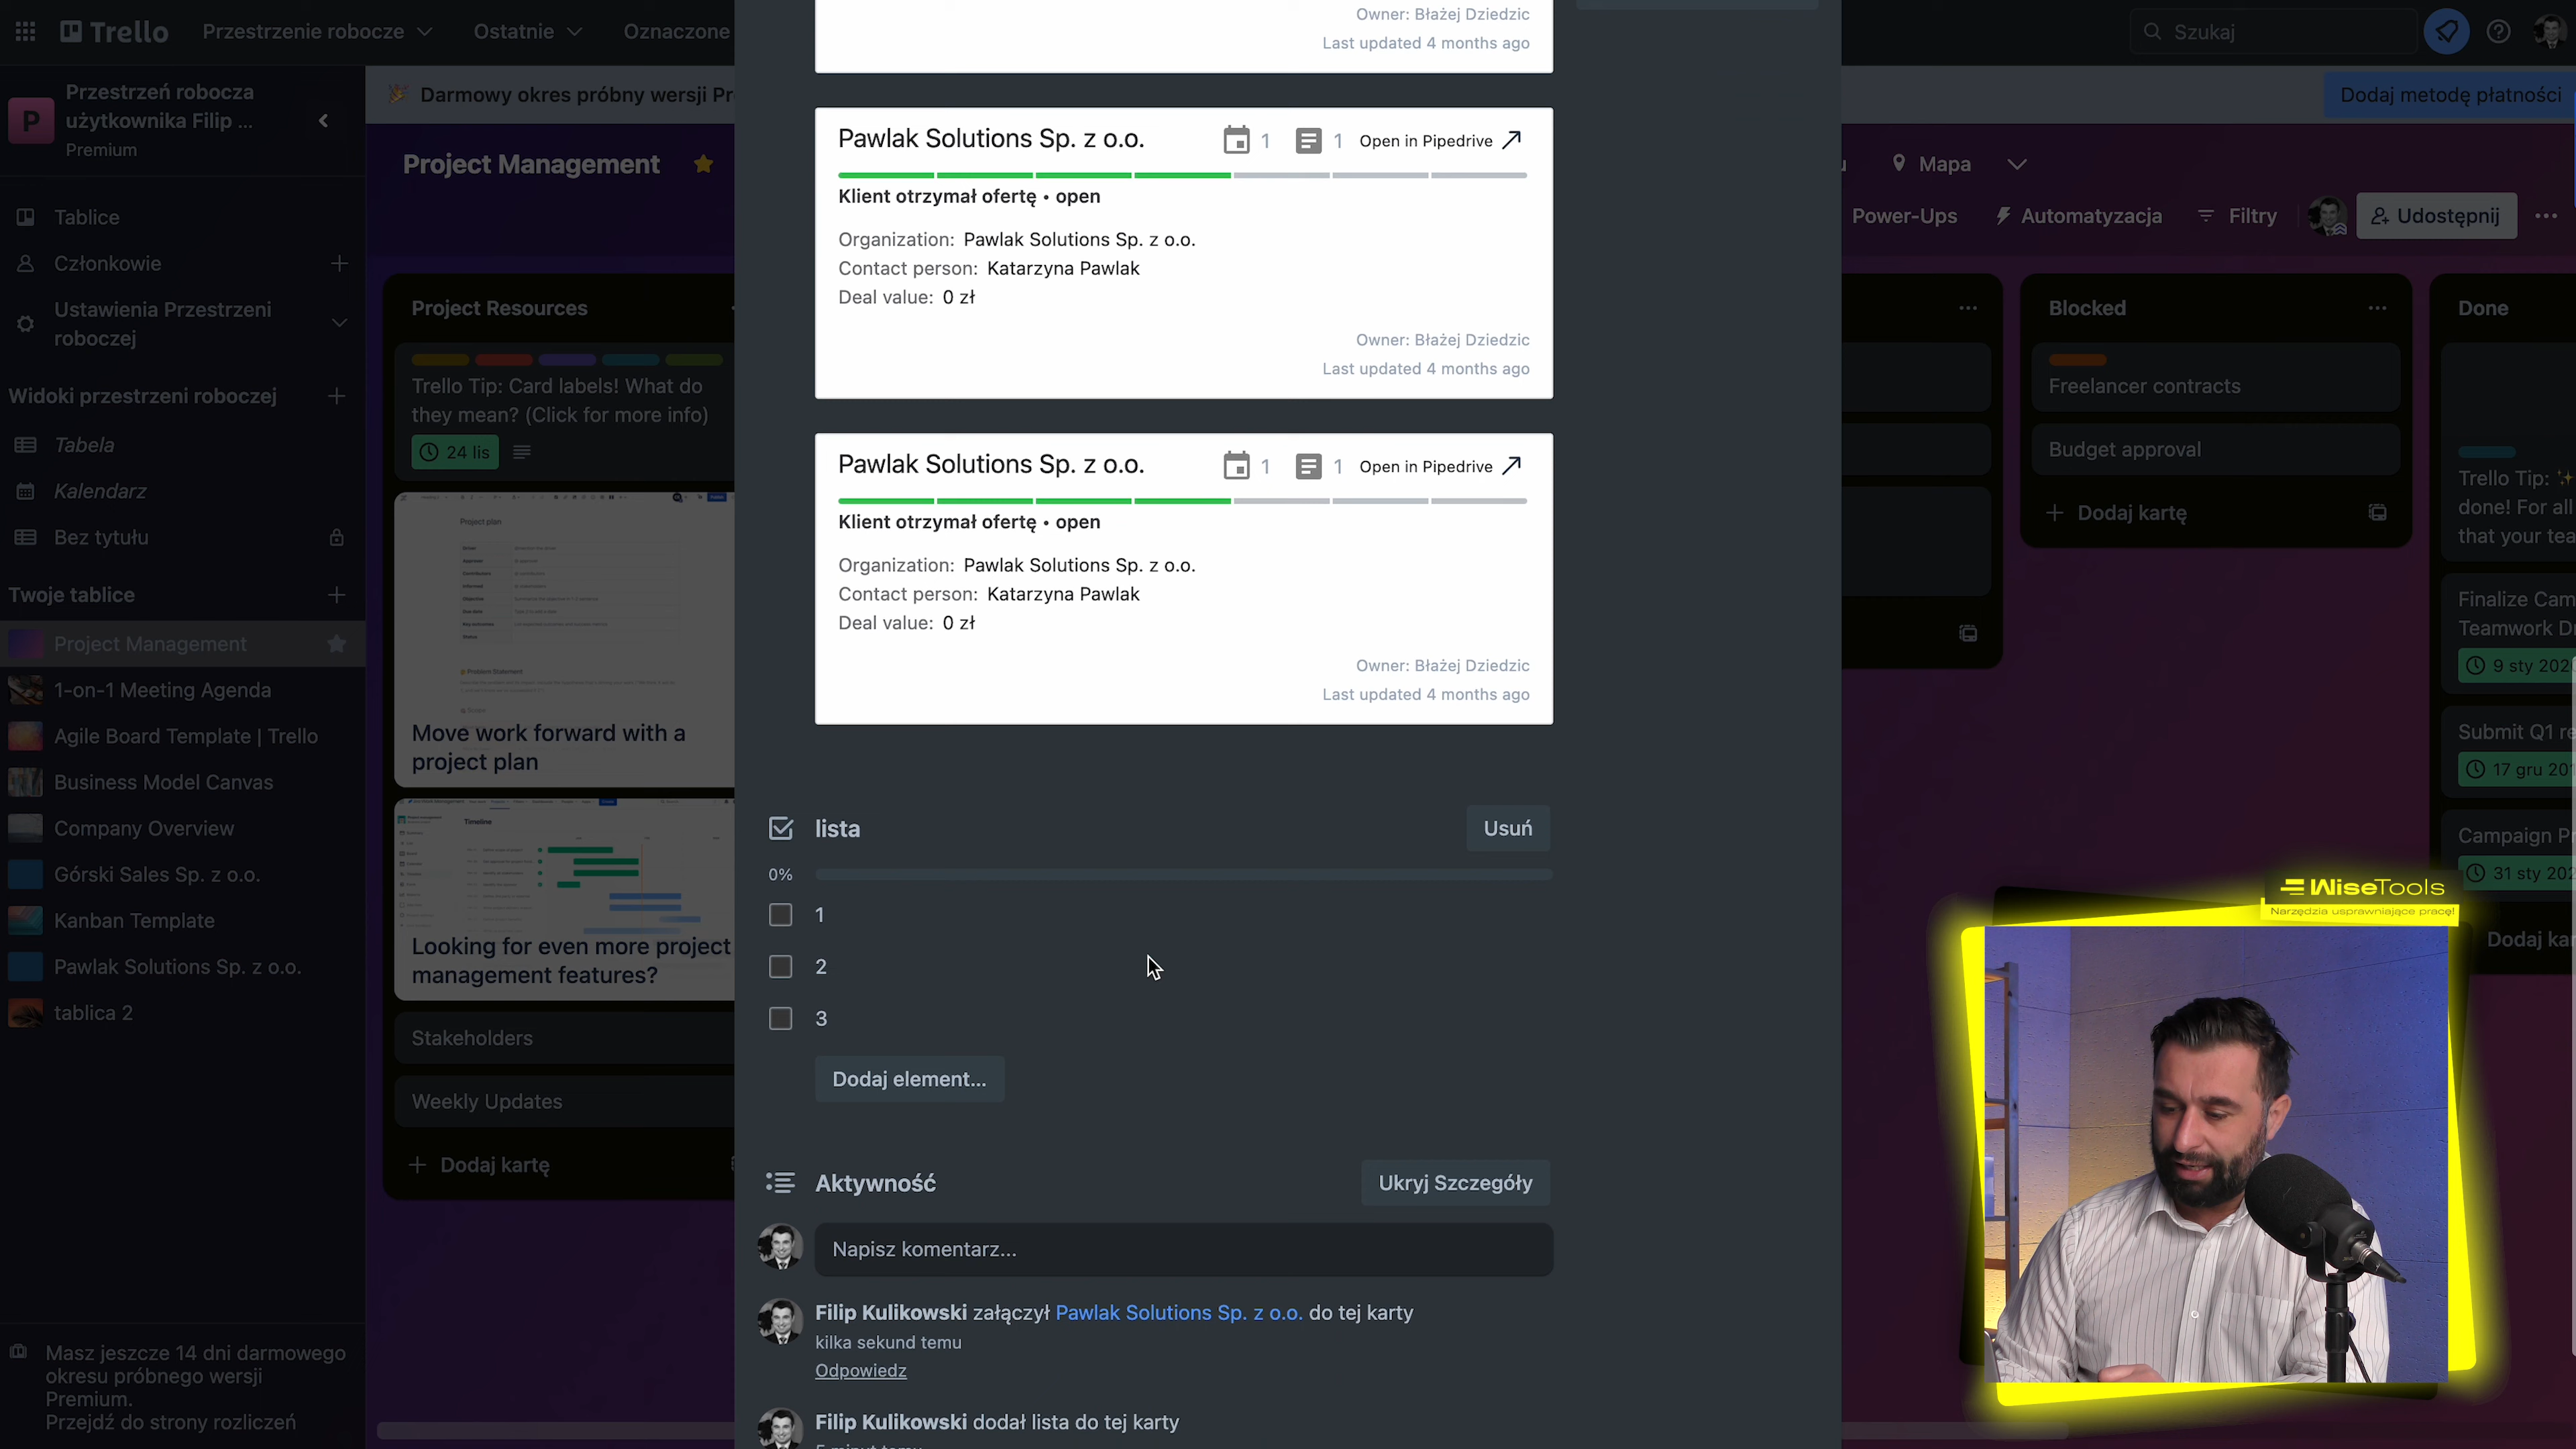 Trello
Przestrzenie robocze
Ostatnie
Oznaczone
Szukaj
Przestrzeń robocza
użytkownika Filip ...
Premium
P
Darmowy okres próbny wersji Pr
Dodaj metodę płatności
Project Management
Mapa
Power-Ups
Automatyzacja
Filtry
Udostępnij
Tablice
Członkowie
Ustawienia Przestrzeni
roboczej
Widoki przestrzeni roboczej
Tabela
Kalendarz
Bez tytułu
Twoje tablice
Project Management
1-on-1 Meeting Agenda
Agile Board Template | Trello
Business Model Canvas
Company Overview
Górski Sales Sp. z o.o.
Kanban Template
Pawlak Solutions Sp. z o.o.
tablica 2
Masz jeszcze 14 dni darmowego
okresu próbnego wersji
Premium.
Przejdź do strony rozliczeń
Project Resources
Trello Tip: Card labels! What do
they mean? (Click for more info)
24 lis
Project plan
Problem Statement
Move work forward with a
project plan
Timeline
Looking for even more project
management features?
Stakeholders
Weekly Updates
Dodaj kartę
Owner: Błażej Dziedzic
Last updated 4 months ago
Pawlak Solutions Sp. z o.o.
1
1
Open in Pipedrive
Klient otrzymał ofertę • open
Organization: Pawlak Solutions Sp. z o.o.
Contact person: Katarzyna Pawlak
Deal value: 0 zł
Owner: Błażej Dziedzic
Last updated 4 months ago
Pawlak Solutions Sp. z o.o.
1
1
Open in Pipedrive
Klient otrzymał ofertę • open
Organization: Pawlak Solutions Sp. z o.o.
Contact person: Katarzyna Pawlak
Deal value: 0 zł
Owner: Błażej Dziedzic
Last updated 4 months ago
lista
Usuń
0%
1
2
3
Dodaj element...
Aktywność
Ukryj Szczegóły
Napisz komentarz...
Filip Kulikowski załączył Pawlak Solutions Sp. z o.o. do tej karty
kilka sekund temu
Odpowiedz
Filip Kulikowski dodał lista do tej karty
Blocked
Freelancer contracts
Budget approval
Dodaj kartę
Done
Trello Tip:
done! For all
that your tea
Finalize Cam
Teamwork Dr
9 sty 202
Submit Q1 re
17 gru 201
Campaign Pr
31 sty 202
Dodaj kar
WiseTools
Narzędzia usprawniające pracę!